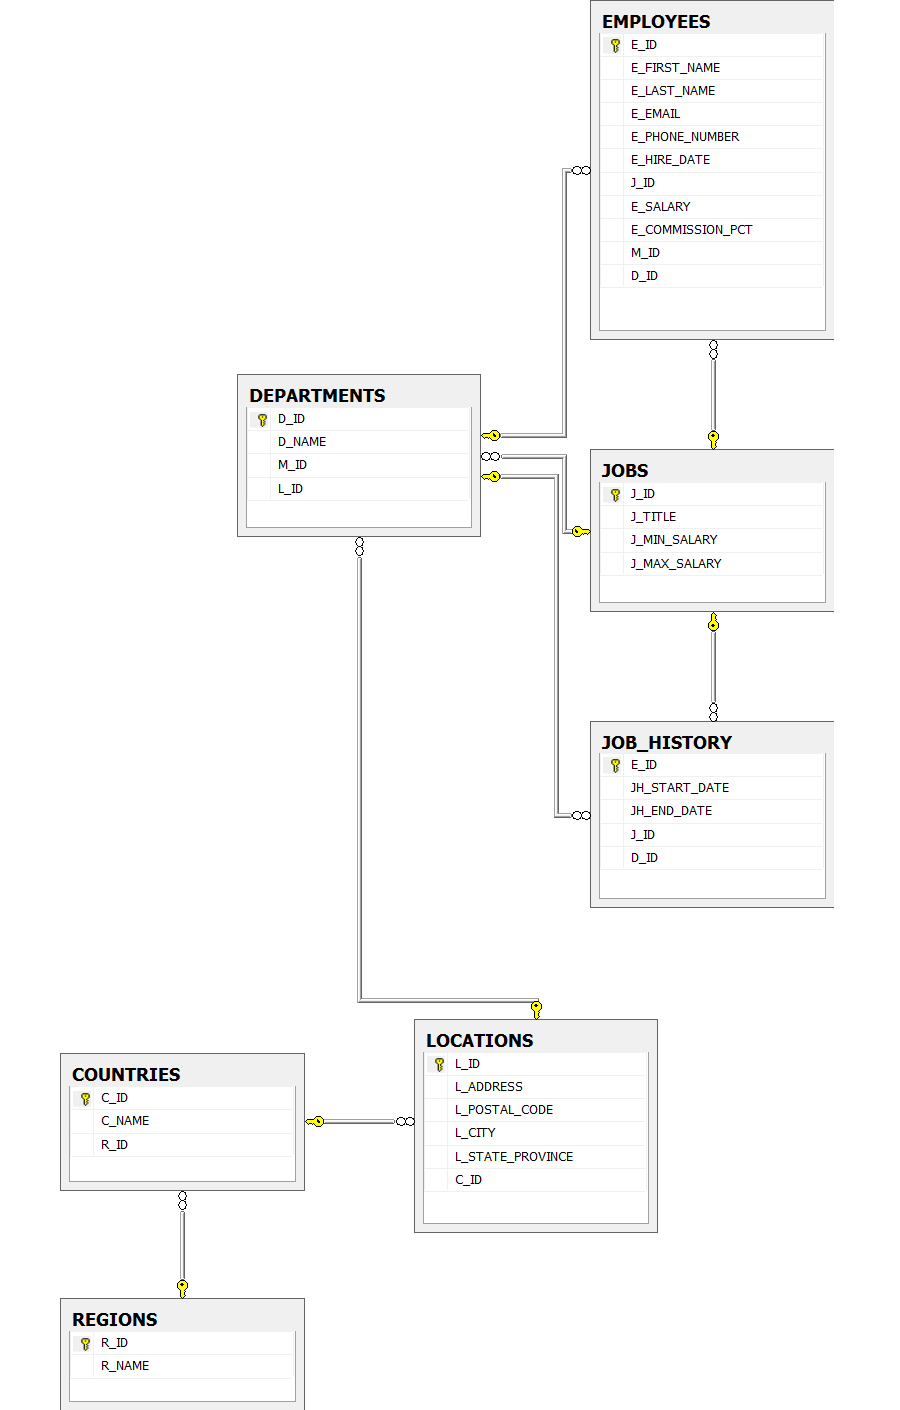 EMPLOYEES
E_ID
E_FIRST_NAME
E_LAST_NAME
E_EMAIL
E_PHONE_NUMBER
E_HIRE_DATE
J_ID
E_SALARY
E_COMMISSION_PCT
M_ID
D_ID
DEPARTMENTS
D_ID
D_NAME
M_ID
L_ID
JOBS
J_ID
J_TITLE
J_MIN_SALARY
J_MAX_SALARY
JOB_HISTORY
E_ID
JH_START_DATE
JH_END_DATE
J_ID
D_ID
LOCATIONS
L_ID
L_ADDRESS
L_POSTAL_CODE
L_CITY
L_STATE_PROVINCE
C_ID
COUNTRIES
C_ID
C_NAME
R_ID
REGIONS
R_ID
R_NAME